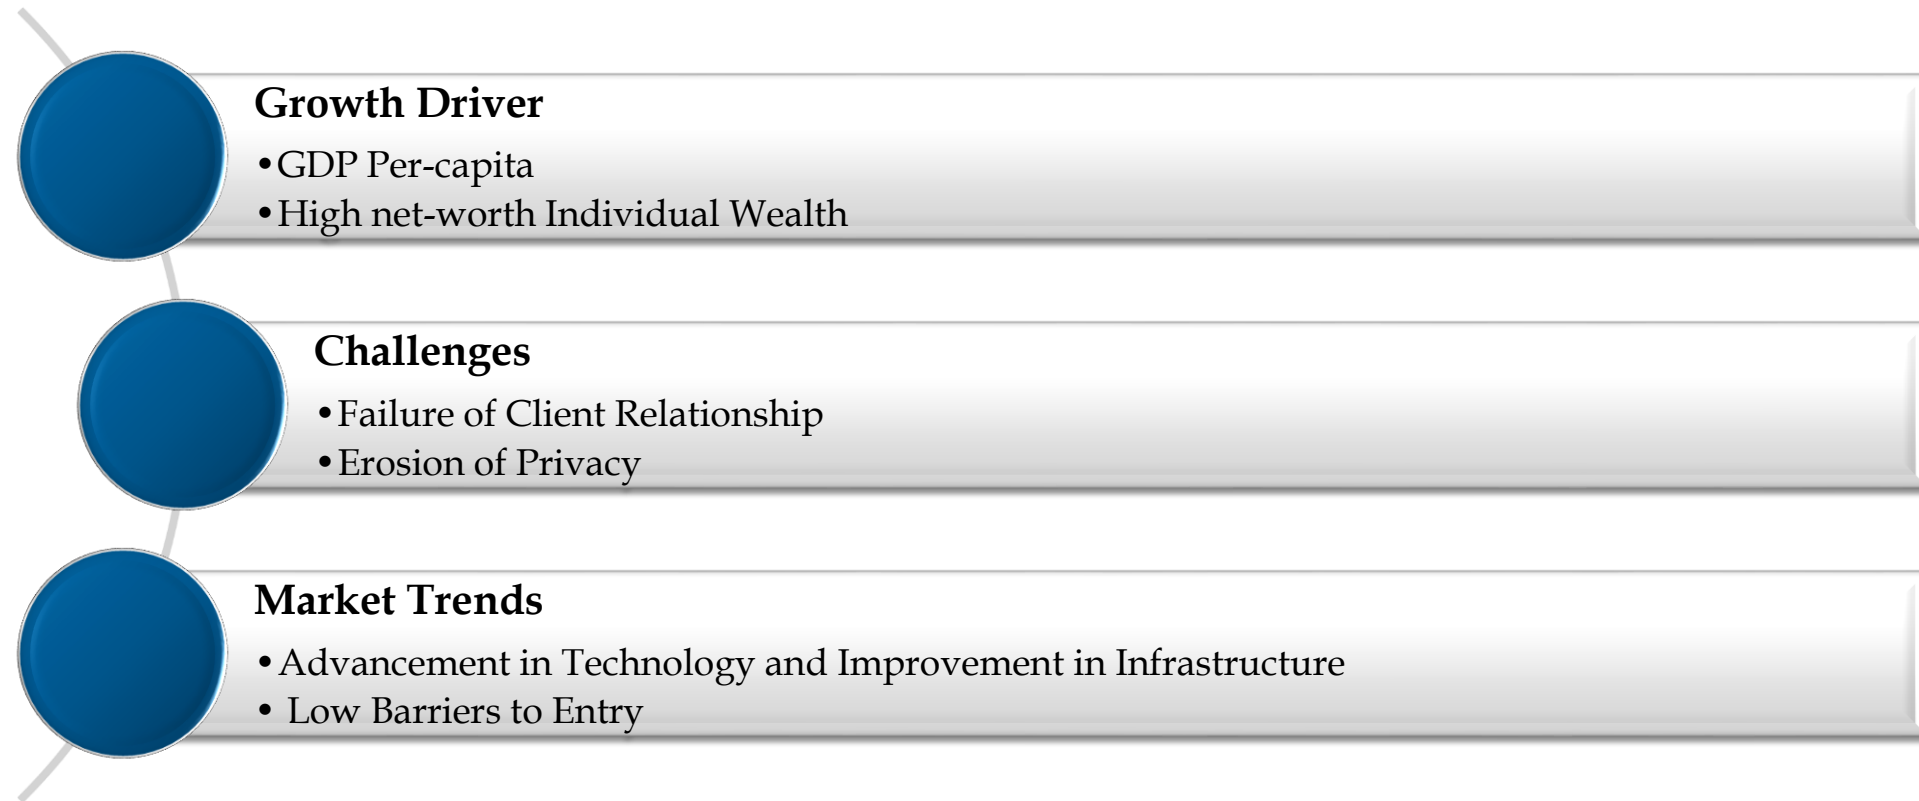 Growth Driver
•GDP Per-capita
•High net-worth Individual Wealth
Challenges
•Failure of Client Relationship
•Erosion of Privacy
Market Trends
•Advancement in Technology and Improvement in Infrastructure
• Low Barriers to Entry